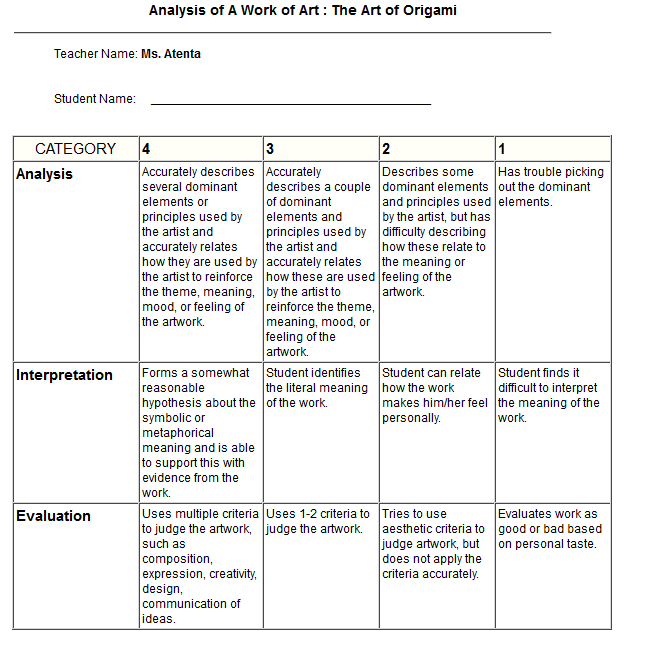 Analysis of A Work of Art : The Art of Origami
Teacher Name: Ms. Atenta
Student Name:
CATEGORY
4
3
2
1
Analysis
Accurately describes
several dominant
elements or
principles used by
the artist and
accurately relates
how they are used by
the artist to reinforce
the theme, meaning,
mood, or feeling of
the artwork.
Accurately
describes a couple
of dominant
elements and
principles used by
the artist and
accurately relates
how these are used
by the artist to
reinforce the theme,
meaning, mood, or
feeling of the
artwork.
Describes some
dominant elements
and principles used
by the artist, but has
difficulty describing
how these relate to
the meaning or
feeling of the
artwork.
Has trouble picking
out the dominant
elements.
Interpretation
Forms a somewhat
reasonable
hypothesis about the
symbolic or
metaphorical
meaning and is able
to support this with
evidence from the
work.
Student identifies
the literal meaning
of the work.
Student can relate
how the work
makes him/her feel
personally.
Student finds it
difficult to interpret
the meaning of the
work.
Evaluation
Uses multiple criteria
to judge the artwork,
such as
composition,
expression, creativity,
design,
communication of
ideas.
Uses 1-2 criteria to
judge the artwork.
Tries to use
aesthetic criteria to
judge artwork, but
does not apply the
criteria accurately.
Evaluates work as
good or bad based
on personal taste.